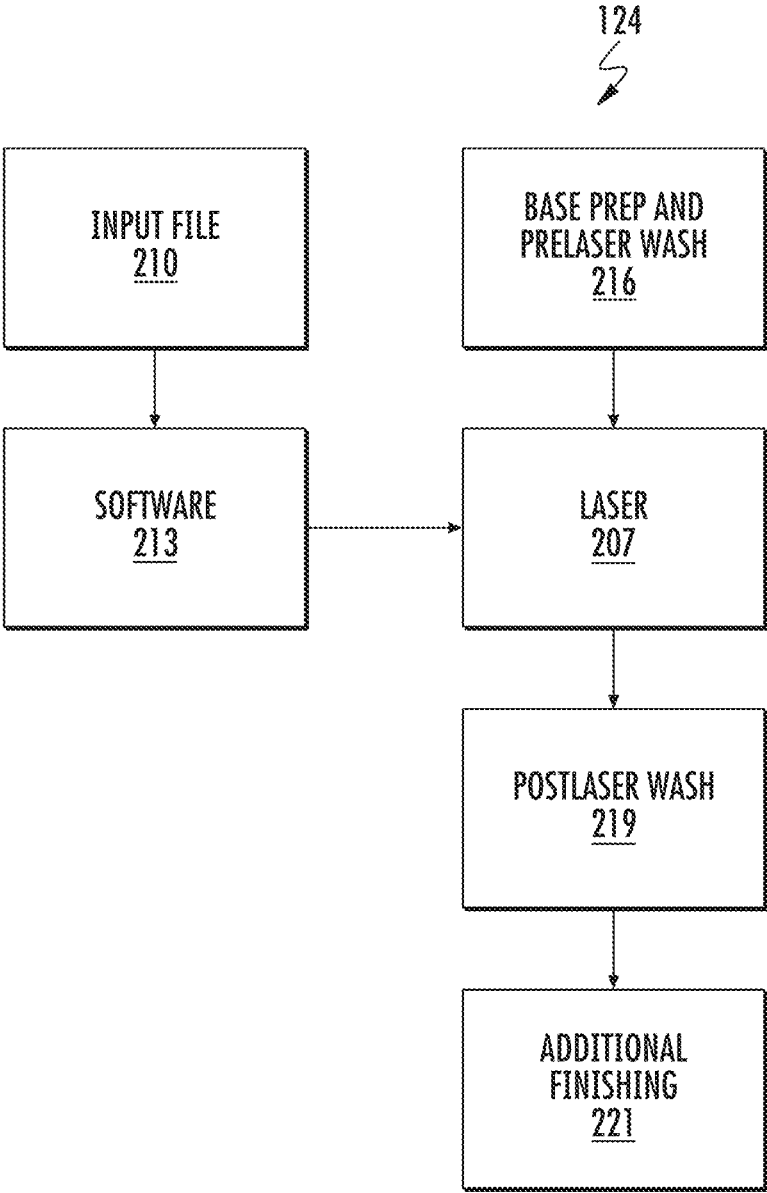 124
INPUT FILE
210
BASE PREP AND
PRELASER WASH
216
SOFTWARE
213
LASER
207
POSTLASER WASH
219
ADDITIONAL
FINISHING
221